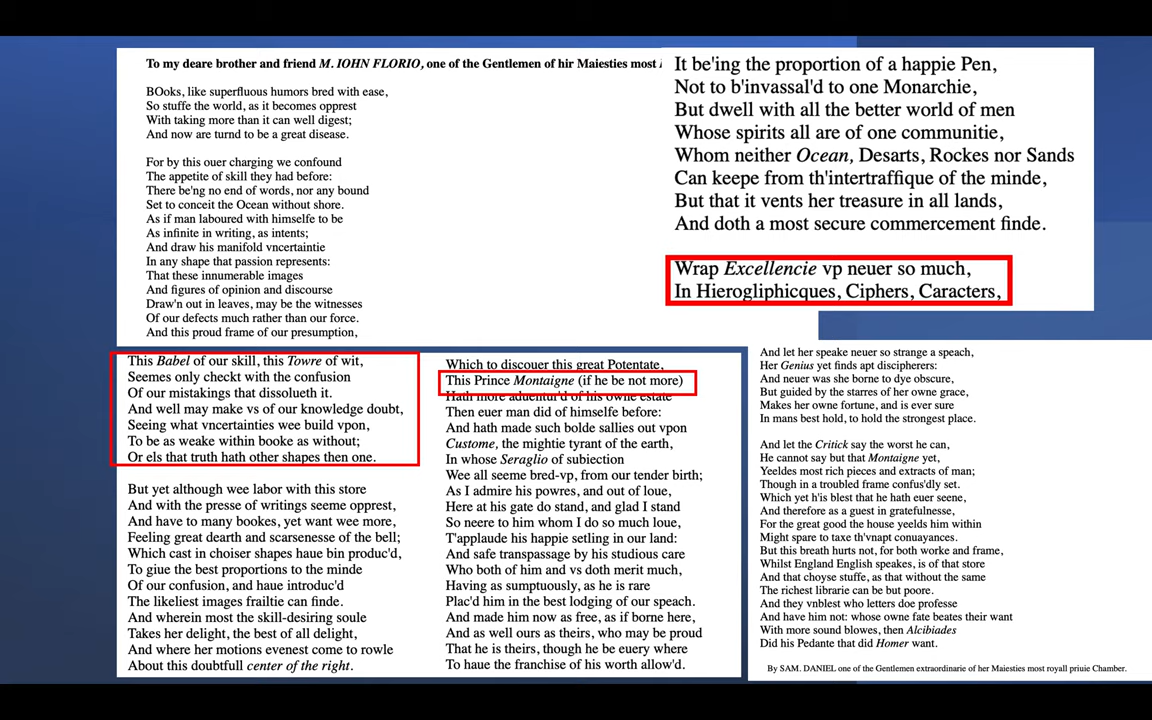 To my deare brother and friend M. IOHN FLORIO, one of the Gentlemen of hir Maiesties most
BOoks, like superfluous humors bred with ease,
So stuffe the world, as it becomes opprest
With taking more than it can well digest;
And now are turnd to be a great disease.
For by this ouer charging we confound
The appetite of skill they had before:
There be'ng no end of words, nor any bound
Set to conceit the Ocean without shore.
As if man laboured with himselfe to be
As infinite in writing, as intents;
And draw his manifold vncertaintie
In any shape that passion represents:
That these innumerable images
And figures of opinion and discourse
Draw'n out in leaves, may be the witnesses
Of our defects much rather than our force.
And this proud frame of our presumption,
This Babel of our skill, this Towre of wit,
Seemes only checkt with the confusion
Of our mistakings that dissolueth it.
And well may make vs of our knowledge doubt,
Seeing what vncertainties wee build vpon,
To be as weake within booke as without;
Or els that truth hath other shapes then one.
But yet although wee labor with this store
And with the presse of writings seeme opprest,
And have to many bookes, yet want wee more,
Feeling great dearth and scarsenesse of the bell;
Which cast in choiser shapes haue bin produc'd,
To giue the best proportions to the minde
Of our confusion, and haue introduc'd
The likeliest images frailtie can finde.
And wherein most the skill-desiring soule
Takes her delight, the best of all delight,
And where her motions evenest come to rowle
About this doubtfull center of the right.
Which to discouer this great Potentate,
This Prince Montaigne (if he be not more)
Hath more aduentur'd of his owne estate
Then euer man did of himselfe before:
And hath made such bolde sallies out vpon
Custome, the mightie tyrant of the earth,
In whose Seraglio of subiection
Wee all seeme bred-vp, from our tender birth;
As I admire his powres, and out of loue,
Here at his gate do stand, and glad I stand
So neere to him whom I do so much loue,
T'applaude his happie setling in our land:
And safe transpassage by his studious care
Who both of him and vs doth merit much,
Having as sumptuously, as he is rare
Plac'd him in the best lodging of our speach.
And made him now as free, as if borne here,
And as well ours as theirs, who may be proud
That he is theirs, though he be euery where
To haue the franchise of his worth allow'd.
It be'ing the proportion of a happie Pen,
Not to b'invassal'd to one Monarchie,
But dwell with all the better world of men
Whose spirits all are of one communitie,
Whom neither Ocean, Desarts, Rockes nor Sands
Can keepe from th'intertraffique of the minde,
But that it vents her treasure in all lands,
And doth a most secure commercement finde.
Wrap Excellencie vp neuer so much,
In Hierogliphicques, Ciphers, Caracters,
And let her speake neuer so strange a speach,
Her Genius yet finds apt discipherers:
And neuer was she borne to dye obscure,
But guided by the starres of her owne grace,
Makes her owne fortune, and is ever sure
In mans best hold, to hold the strongest place.
And let the Critick say the worst he can,
He cannot say but that Montaigne yet,
Yeeldes most rich pieces and extracts of man;
Though in a troubled frame confus'dly set.
Which yet h'is blest that he hath euer seene,
And therefore as a guest in gratefulnesse,
For the great good the house yeelds him within
Might spare to taxe th'vnapt conuayances.
But this breath hurts not, for both worke and frame,
Whilst England English speakes, is of that store
And that choyse stuffe, as that without the same
The richest librarie can be but poore.
And they vnblest who letters doe professe
And have him not: whose owne fate beates their want
With more sound blowes, then Alcibiades
Did his Pedante that did Homer want.
By SAM. DANIEL one of the Gentlemen extraordinarie of her Maiesties most royall priuie Chamber.